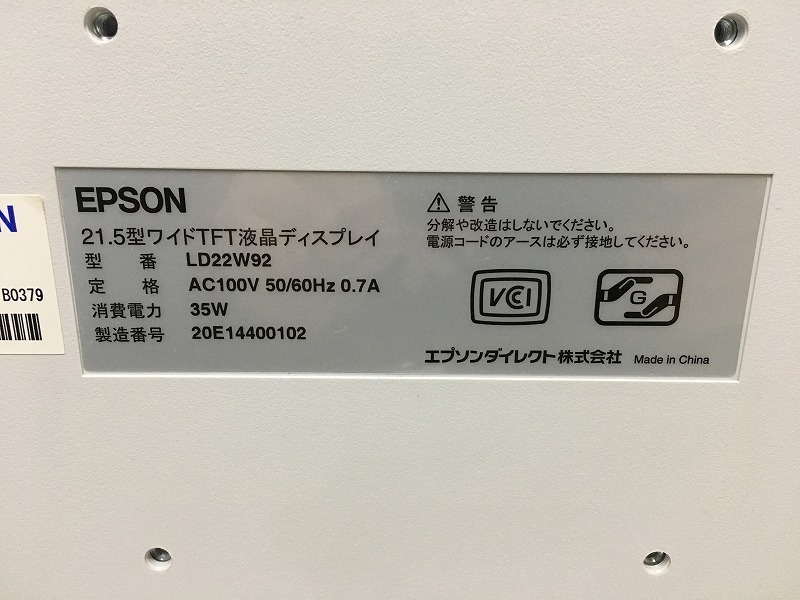 EPSON
21.5型ワイドTFT液晶ディスプレイ
型 番 LD22W92
定 格 AC100V 50/60Hz 0.7A
消費電力 35W
製造番号 20E14400102
警告
分解や改造はしないでください。
電源コードのアースは必ず接地してください。
VCCI
G
エプソンダイレクト株式会社 Made in China
N
B0379